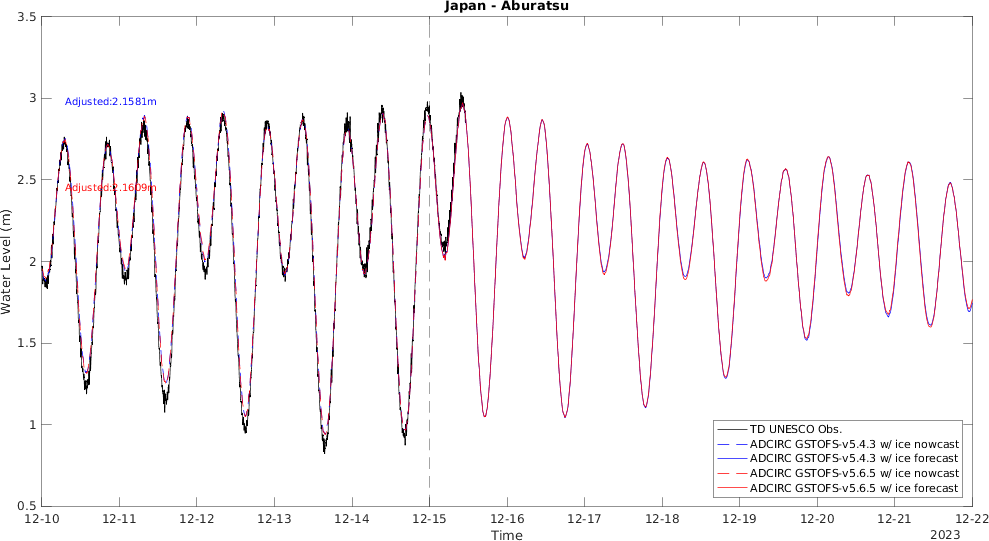 Japan - Aburatsu
3.5
3
2.5
2
1.5
1
0.5
Water Level (m)
Adjusted:2.1581m
Adjusted:2.1609m
TD UNESCO Obs.
ADCIRC GSTOFS-v5.4.3 w/ ice nowcast
ADCIRC GSTOFS-v5.4.3 w/ ice forecast
ADCIRC GSTOFS-v5.6.5 w/ ice nowcast
ADCIRC GSTOFS-v5.6.5 w/ ice forecast
12-10 12-11 12-12 12-13 12-14 12-15 12-16 12-17 12-18 12-19 12-20 12-21 12-22
Time
2023